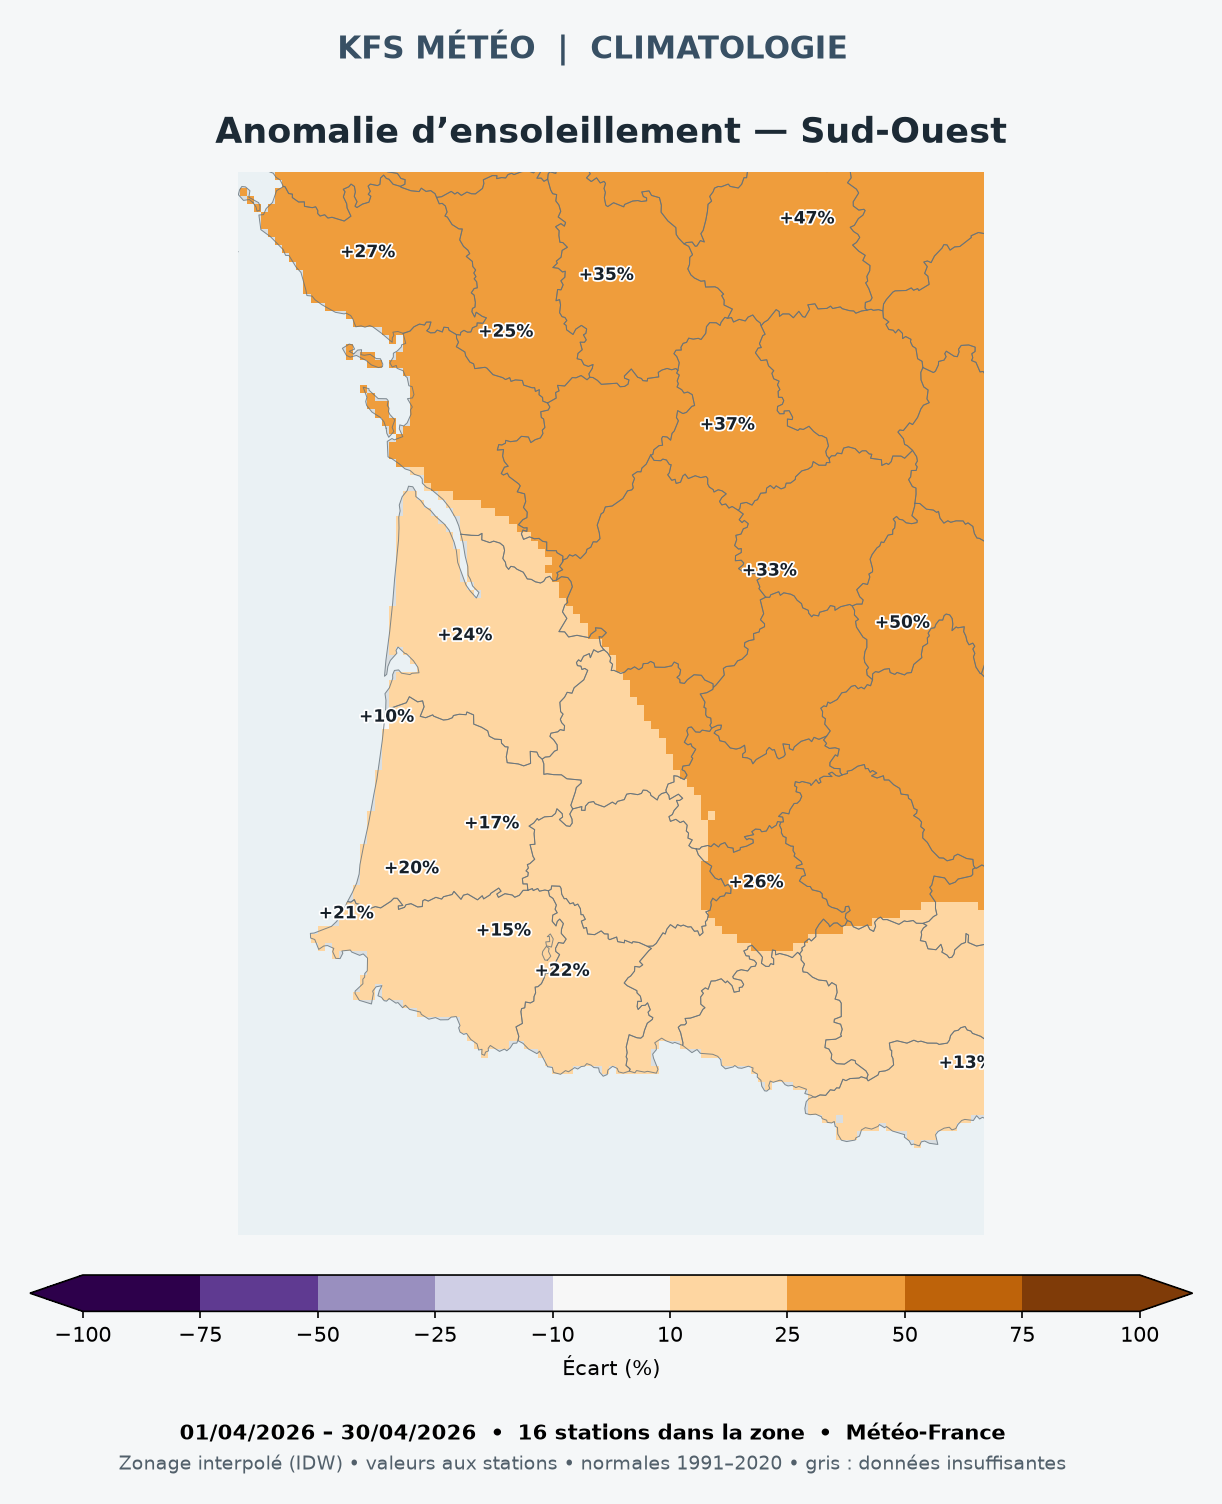 KFS MÉTÉO | CLIMATOLOGIE
Anomalie d’ensoleillement — Sud-Ouest
+47%
+27%
+35%
+25%
+37%
+33%
+50%
+24%
+10%
+17%
+20%
+26%
+21%
+15%
+22%
+13%
−100 −75 −50 −25 −10 10 25 50 75 100
Écart (%)
01/04/2026 – 30/04/2026 • 16 stations dans la zone • Météo-France
Zonage interpolé (IDW) • valeurs aux stations • normales 1991–2020 • gris : données insuffisantes